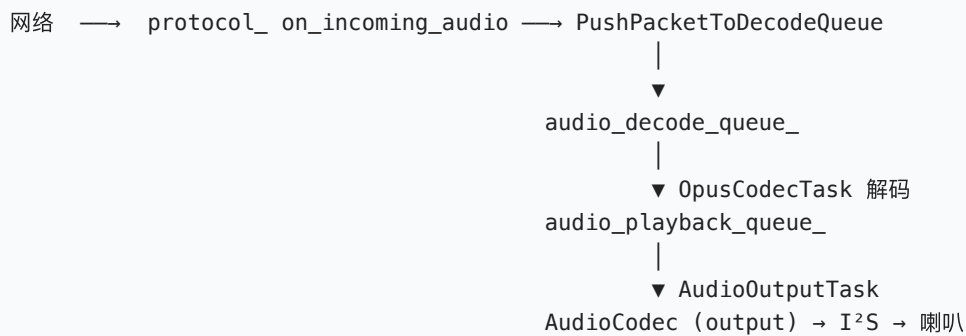 网络 ——→ protocol_ on_incoming_audio ——→ PushPacketToDecodeQueue
│
▼
audio_decode_queue_
│
▼ OpusCodecTask 解码
audio_playback_queue_
│
▼ AudioOutputTask
AudioCodec (output) → I²S → 喇叭